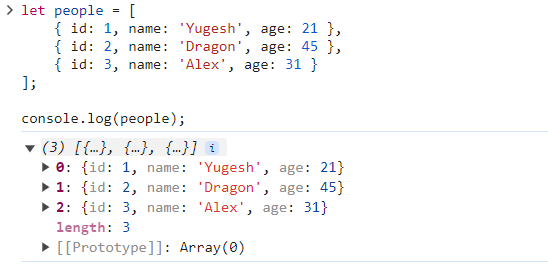 let people = [
{ id: 1, name: 'Yugesh', age: 21 },
{ id: 2, name: 'Dragon', age: 45 },
{ id: 3, name: 'Alex', age: 31 }
];
console.log(people);
(3) [{…}, {…}, {…}] i
0: {id: 1, name: 'Yugesh', age: 21}
1: {id: 2, name: 'Dragon', age: 45}
2: {id: 3, name: 'Alex', age: 31}
length: 3
[[Prototype]]: Array(0)